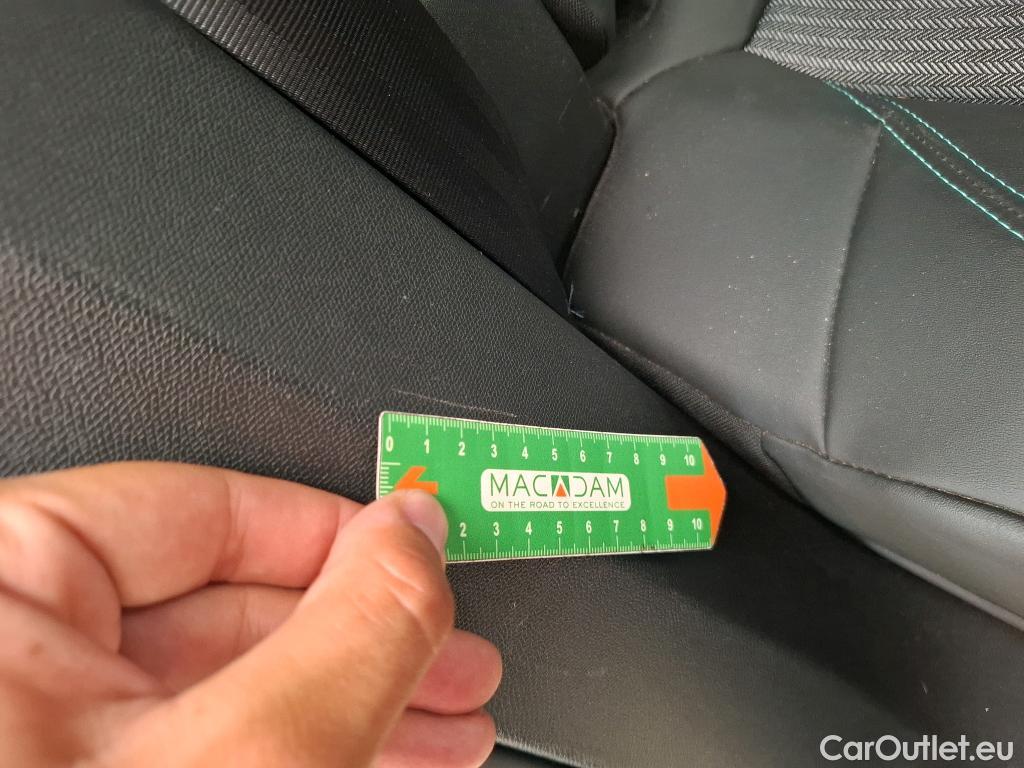 0 1 2 3 4 5 6 7 8 9 10
MACADAM
ON THE ROAD TO EXCELLENCE
2 3 4 5 6 7 8 9 10
CarOutlet.eu